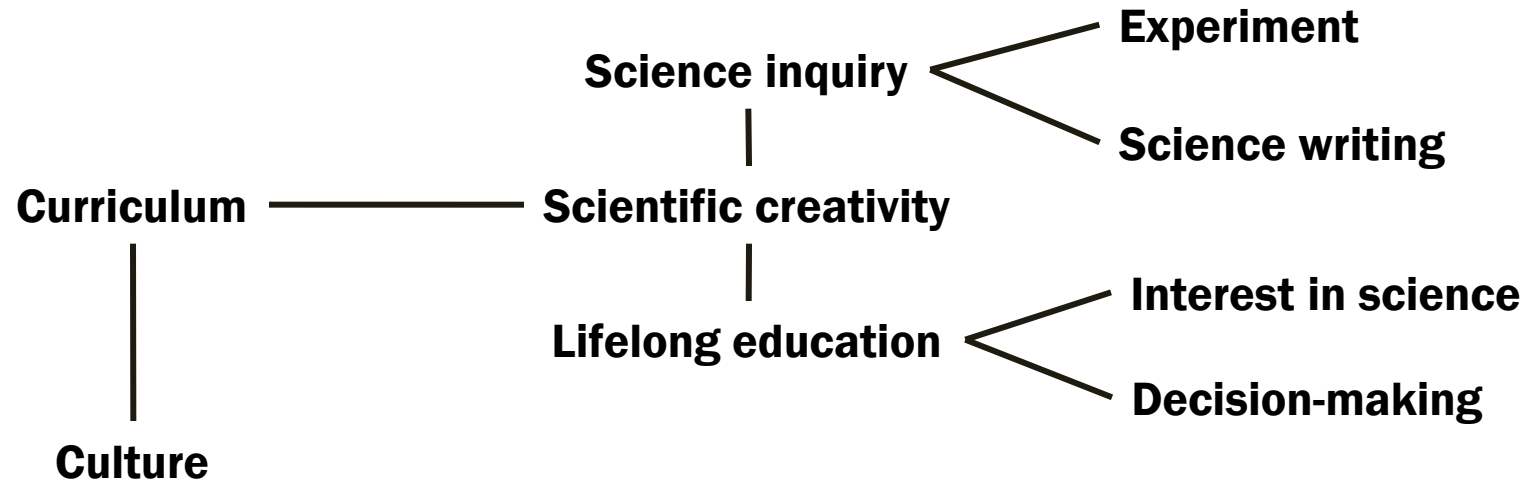 Experiment
Science inquiry
Science writing
Curriculum
Scientific creativity
Interest in science
Lifelong education
Decision-making
Culture